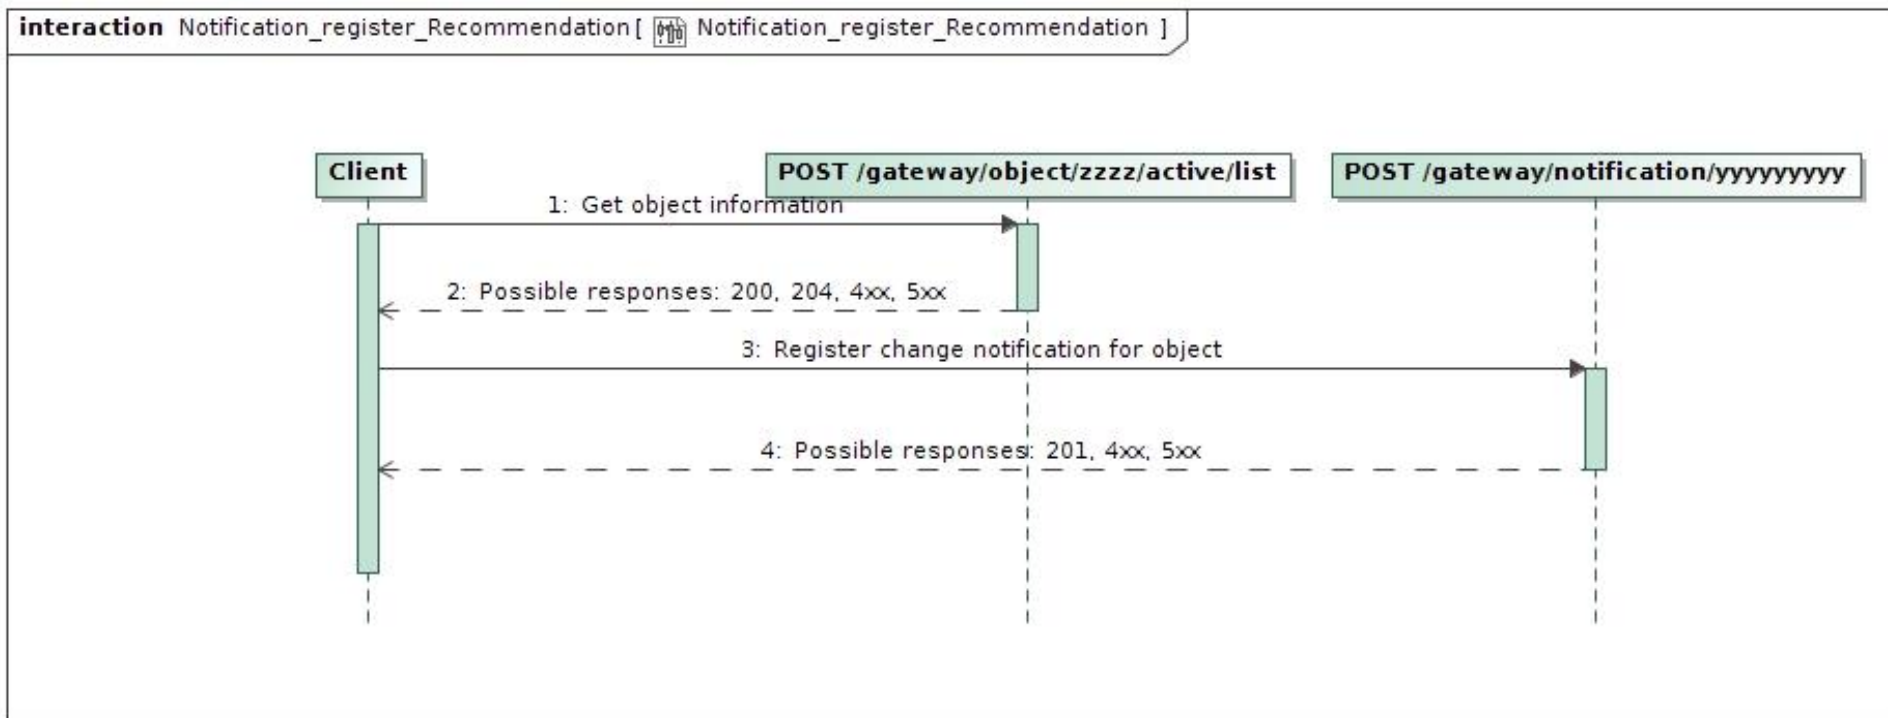 interaction Notification_register_Recommendation[ Notification_register_Recommendation ]
Client
POST /gateway/object/zzzz/active/list
POST /gateway/notification/yyyyyyyyy
1: Get object information
2: Possible responses: 200, 204, 4xx, 5xx
3: Register change notification for object
4: Possible responses: 201, 4xx, 5xx